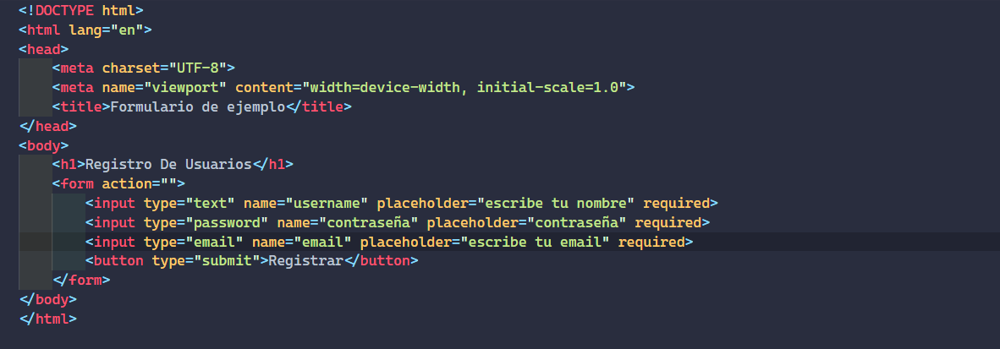 <!DOCTYPE html>
<html lang="en">
<head>
    <meta charset="UTF-8">
    <meta name="viewport" content="width=device-width, initial-scale=1.0">
    <title>Formulario de ejemplo</title>
</head>
<body>
    <h1>Registro De Usuarios</h1>
    <form action="">
        <input type="text" name="username" placeholder="escribe tu nombre" required>
        <input type="password" name="contraseña" placeholder="contraseña" required>
        <input type="email" name="email" placeholder="escribe tu email" required>
        <button type="submit">Registrar</button>
    </form>
</body>
</html>